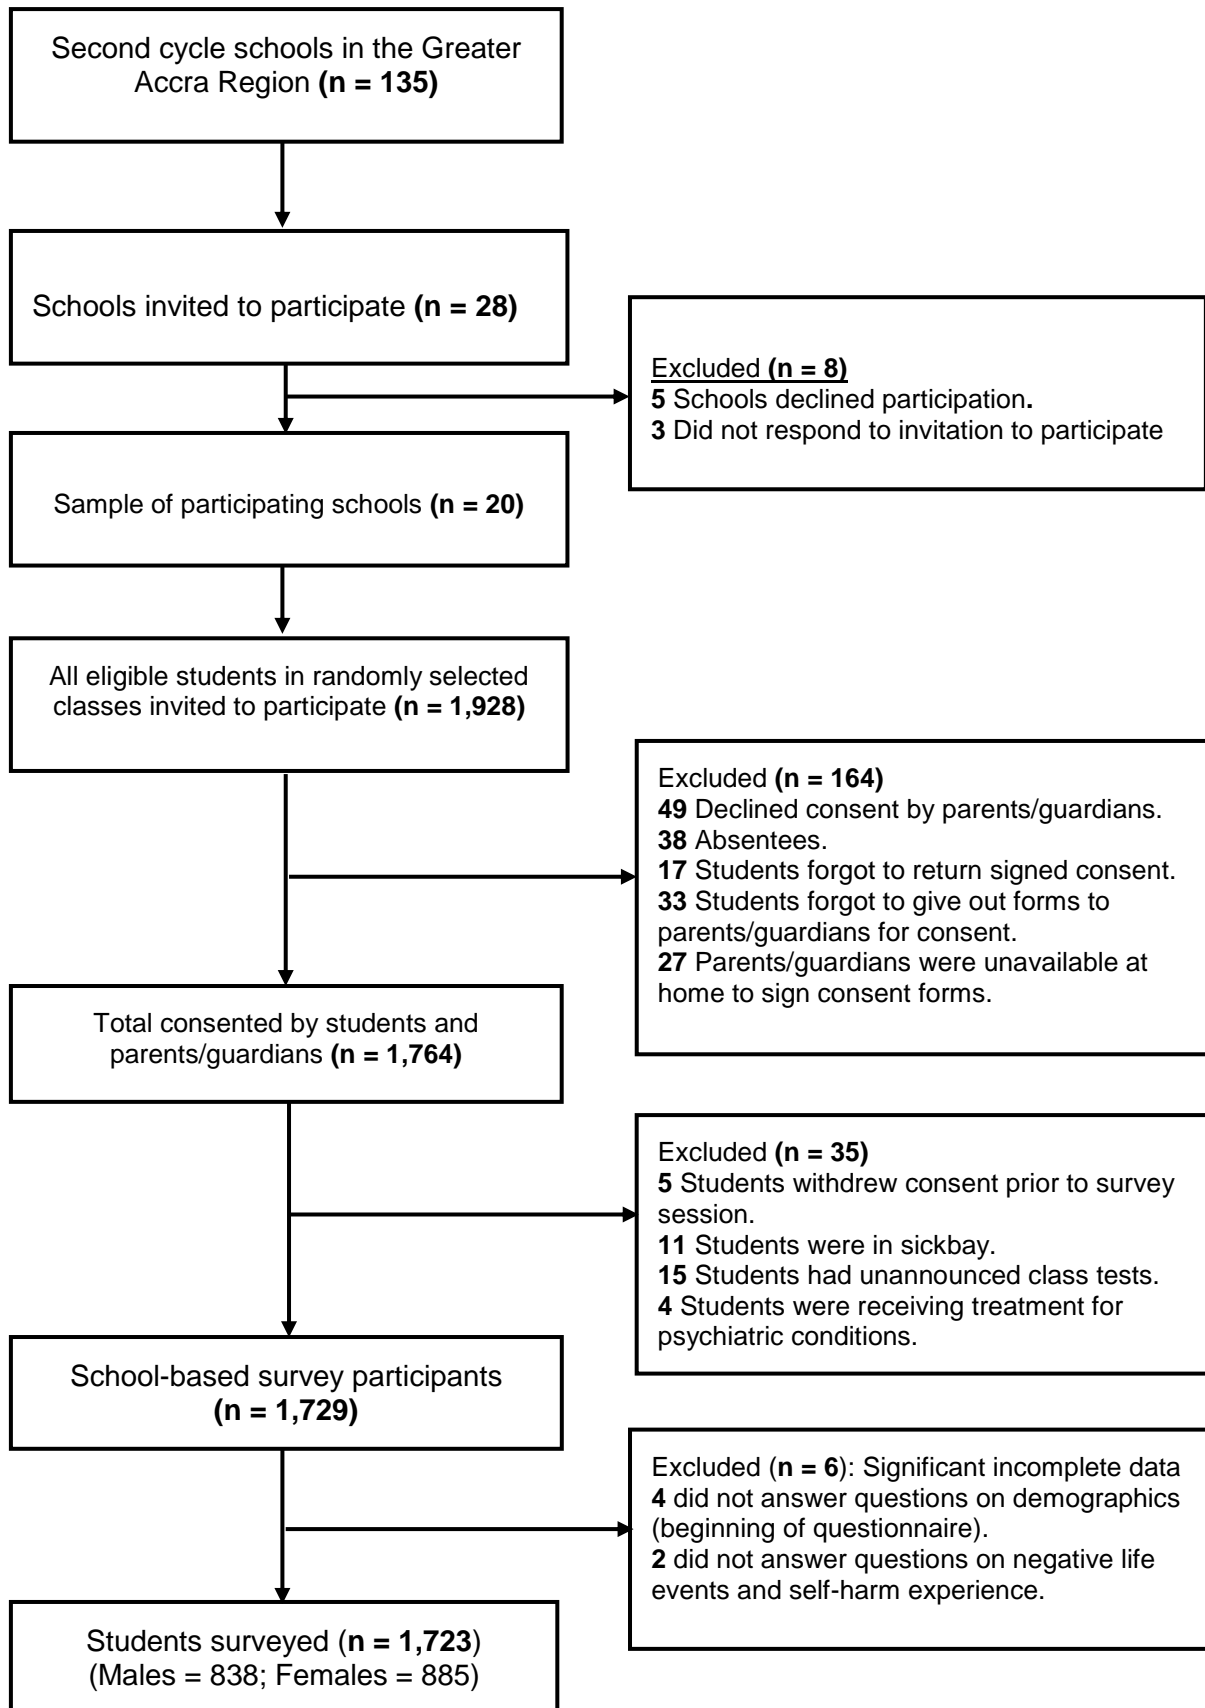 Second cycle schools in the Greater
Accra Region (n = 135)
Schools invited to participate (n = 28)
Excluded (n = 8)
5 Schools declined participation.
3 Did not respond to invitation to participate
Sample of participating schools (n = 20)
All eligible students in randomly selected
classes invited to participate (n = 1,928)
Excluded (n = 164)
49 Declined consent by parents/guardians.
38 Absentees.
17 Students forgot to return signed consent.
33 Students forgot to give out forms to
parents/guardians for consent.
27 Parents/guardians were unavailable at
home to sign consent forms.
Total consented by students and
parents/guardians (n = 1,764)
Excluded (n = 35)
5 Students withdrew consent prior to survey
session.
11 Students were in sickbay.
15 Students had unannounced class tests.
4 Students were receiving treatment for
psychiatric conditions.
School-based survey participants
(n = 1,729)
Excluded (n = 6): Significant incomplete data
4 did not answer questions on demographics
(beginning of questionnaire).
2 did not answer questions on negative life
events and self-harm experience.
Students surveyed (n = 1,723)
(Males = 838; Females = 885)